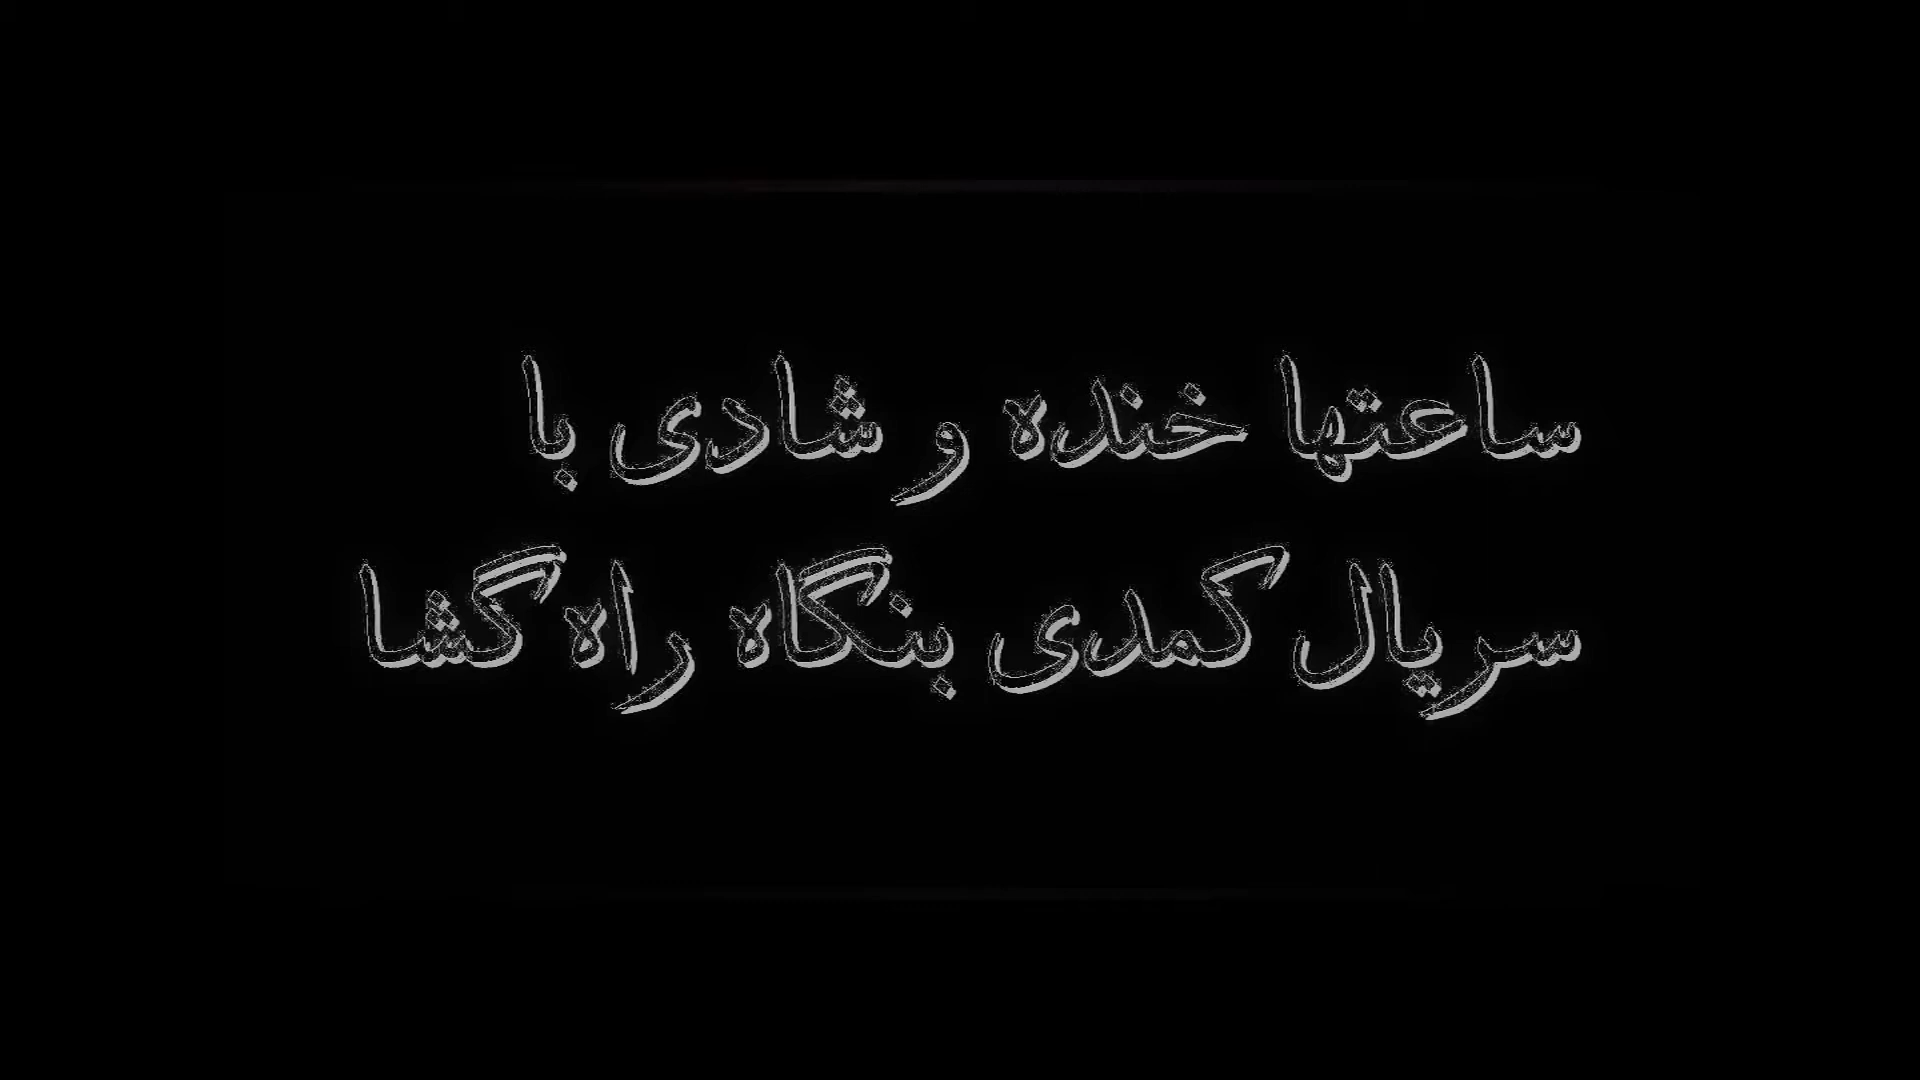 ساعتها خنده و شادی با
سریال کمدی بنگاه راه گشا